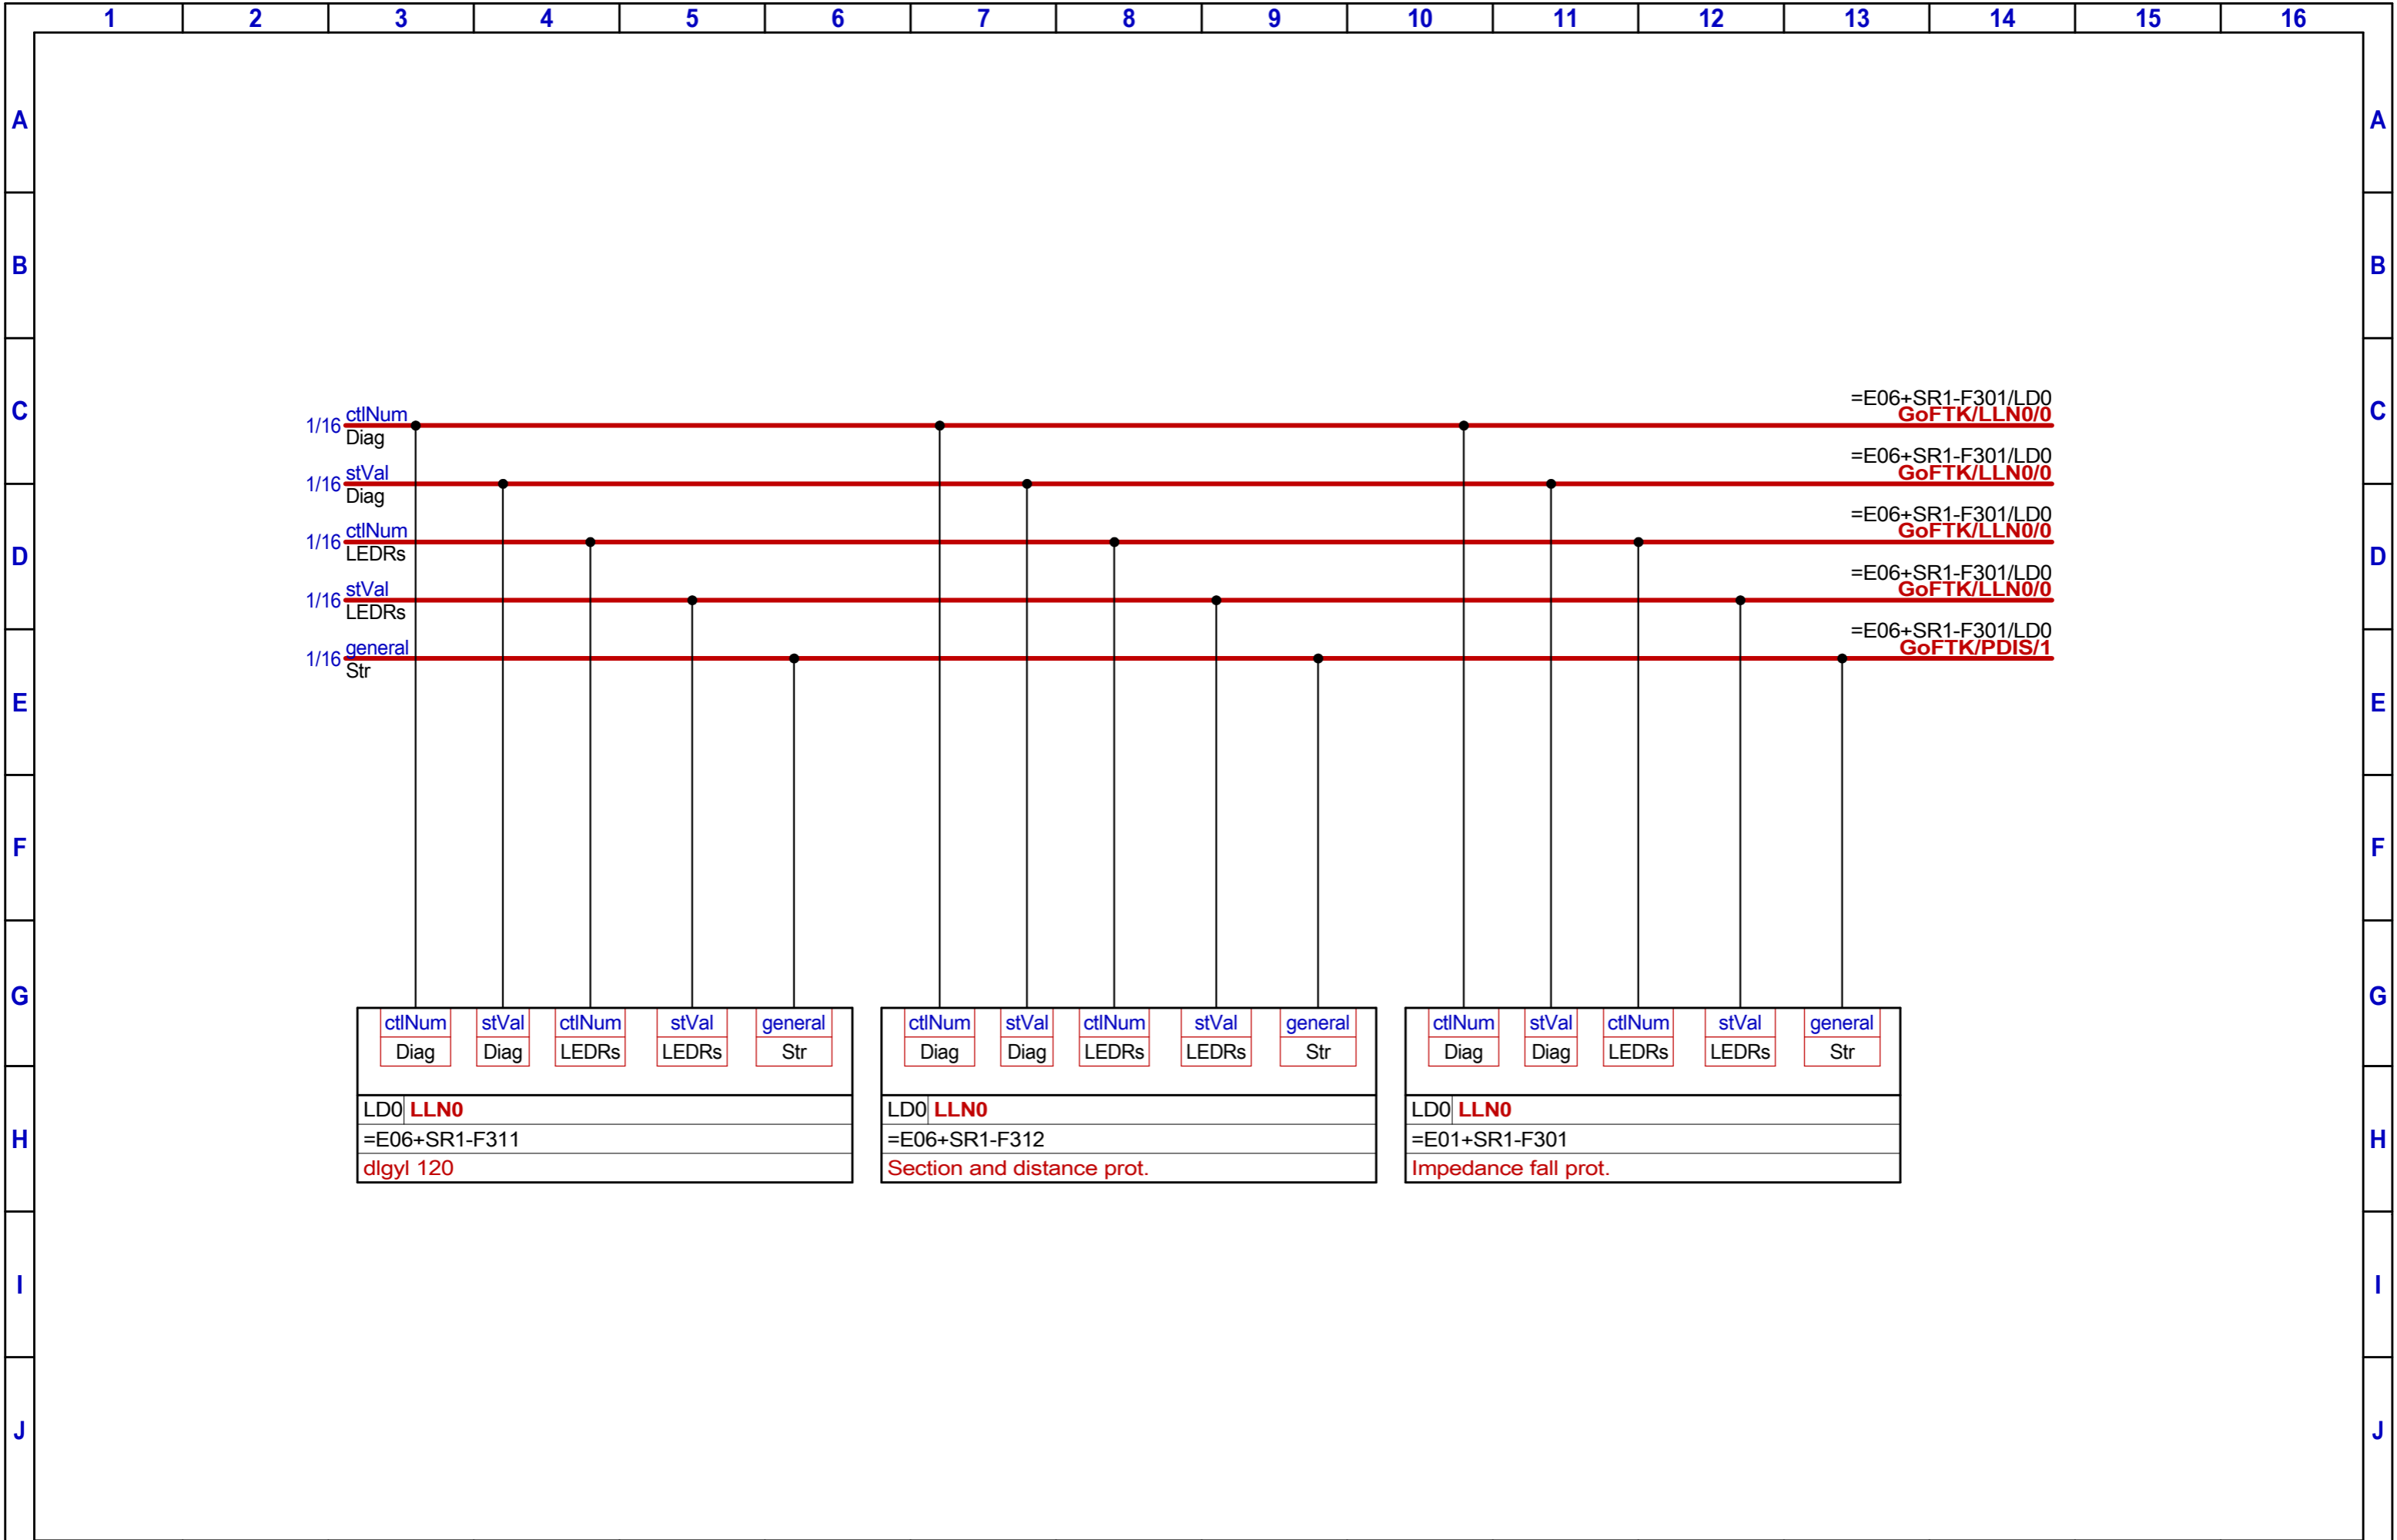 1 2 3 4 5 6 7 8 9 10 11 12 13 14 15 16
A A
B B
C C
=E06+SR1-F301/LD0
1/16 ctlNum GoFTK/LLN0/0
Diag
=E06+SR1-F301/LD0
1/16 stVal GoFTK/LLN0/0
Diag
=E06+SR1-F301/LD0
1/16 ctlNum GoFTK/LLN0/0
LEDRs
D D
=E06+SR1-F301/LD0
1/16 stVal GoFTK/LLN0/0
LEDRs
=E06+SR1-F301/LD0
1/16 general GoFTK/PDIS/1
Str
E E
F F
G G
ctlNum stVal ctlNum stVal general ctlNum stVal ctlNum stVal general ctlNum stVal ctlNum stVal general
Diag Diag LEDRs LEDRs Str Diag Diag LEDRs LEDRs Str Diag Diag LEDRs LEDRs Str
LD0 LLN0 LD0 LLN0 LD0 LLN0
H =E06+SR1-F311 =E06+SR1-F312 =E01+SR1-F301 H
dlgyl 120 Section and distance prot. Impedance fall prot.
I I
J J